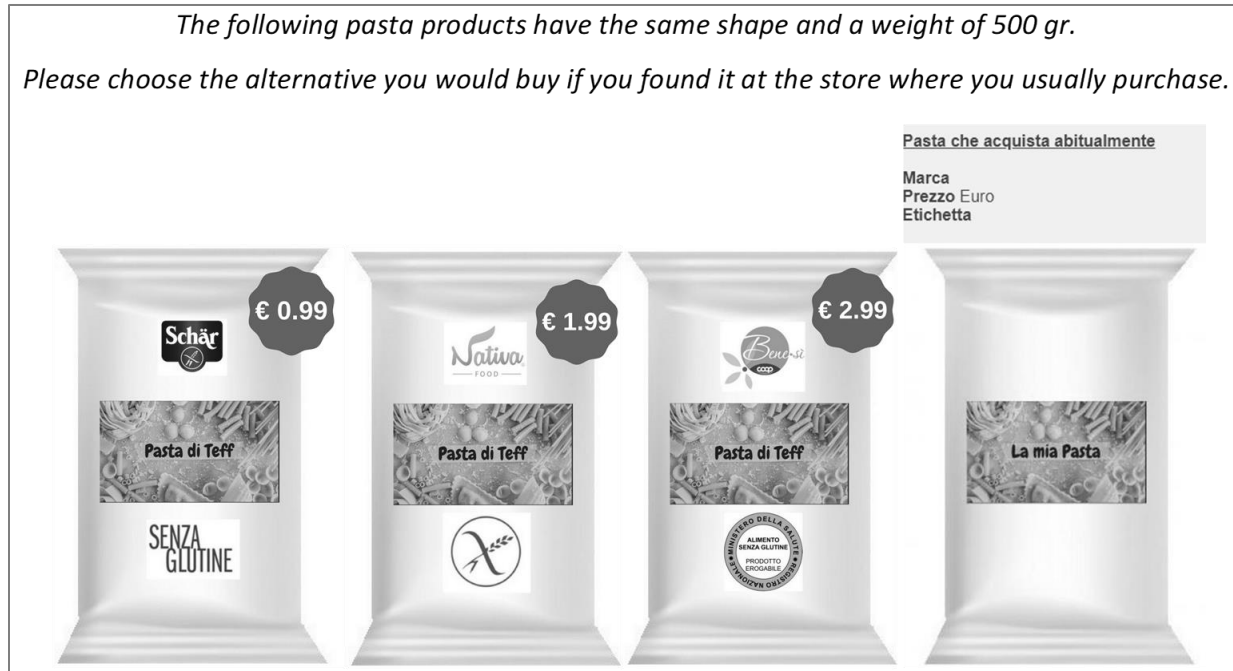 The following pasta products have the same shape and a weight of 500 gr.
Please choose the alternative you would buy if you found it at the store where you usually purchase.
Pasta che acquista abitualmente
Marca
Prezzo Euro
Etichetta
€ 0.99
Schär
Pasta di Teff
SENZA
GLUTINE
€ 1.99
Nativa
FOOD
Pasta di Teff
€ 2.99
Bene.sì
coop
Pasta di Teff
MINISTERO DELLA SALUTE • REGISTRO NAZIONALE •
ALIMENTO
SENZA GLUTINE
PRODOTTO
EROGABILE
La mia Pasta